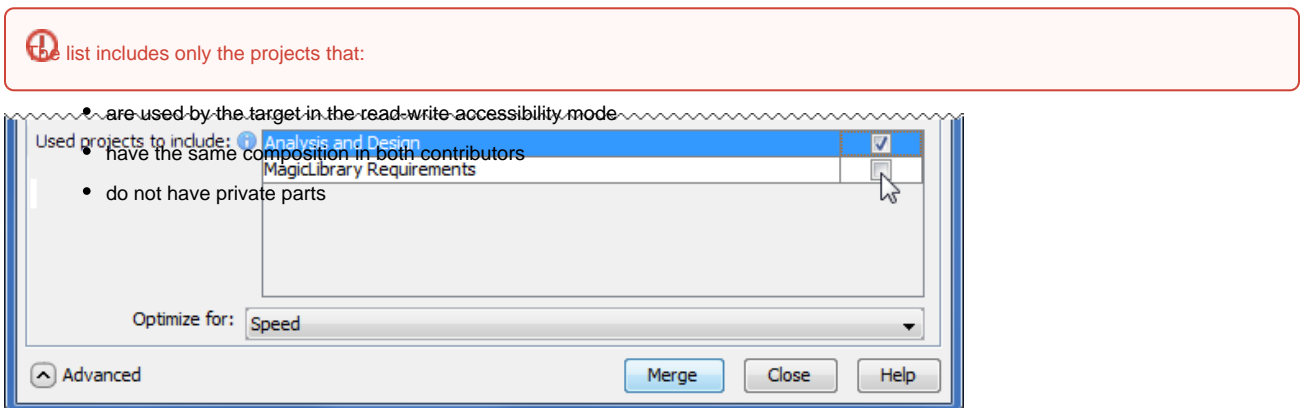 The list includes only the projects that:
• are used by the target in the read-write accessibility mode
Used projects to include: Analysis and Design
• have the same composition in both contributors
MagicLibrary Requirements
• do not have private parts
Optimize for: Speed
Advanced Merge Close Help